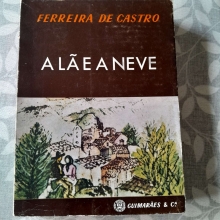 FERREIRA DE CASTRO
A LÃ E A NEVE
GUIMARÃES & Cª